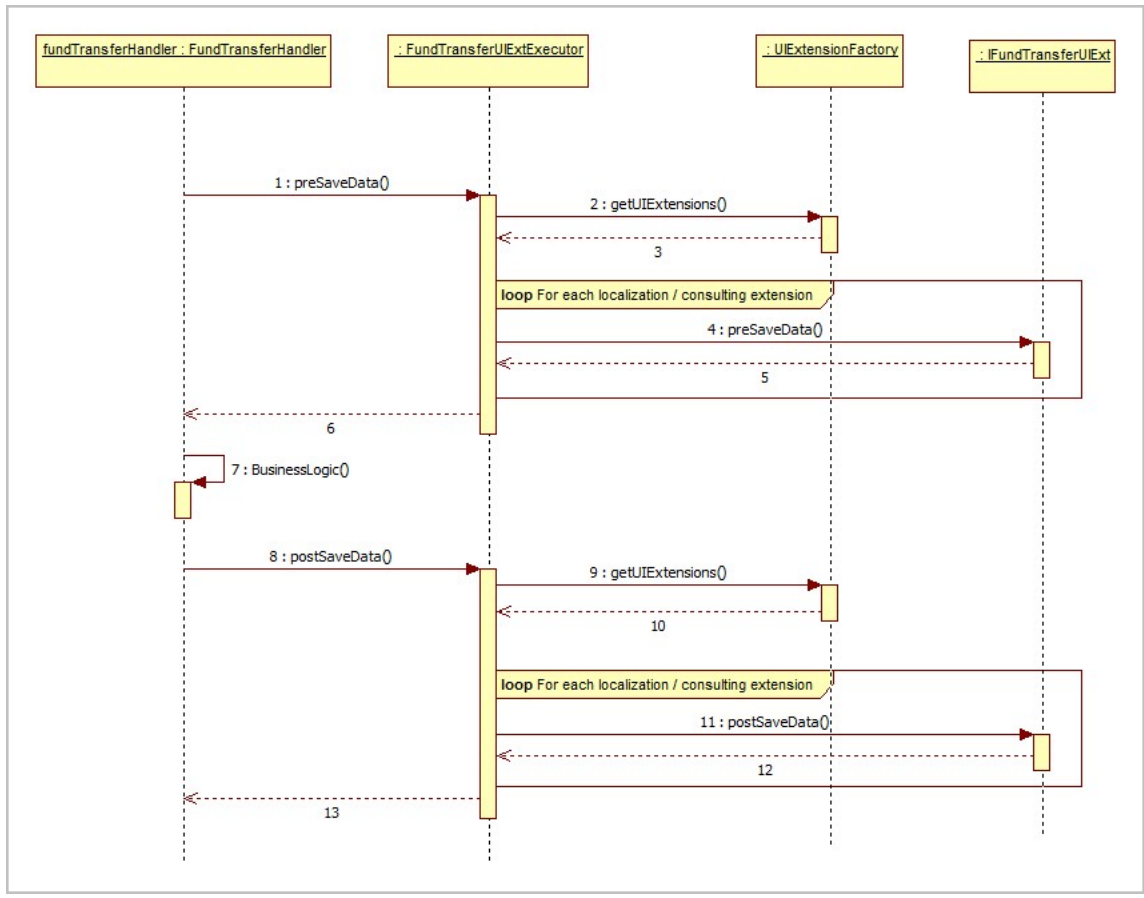 fundTransferHandler : FundTransferHandler
: FundTransferUIExtExecutor
: UIExtensionFactory
: IFundTransferUIExt
1 : preSaveData()
2 : getUIExtensions()
3
loop For each localization / consulting extension
4 : preSaveData()
5
6
7 : BusinessLogic()
8 : postSaveData()
9 : getUIExtensions()
10
loop For each localization / consulting extension
11 : postSaveData()
12
13